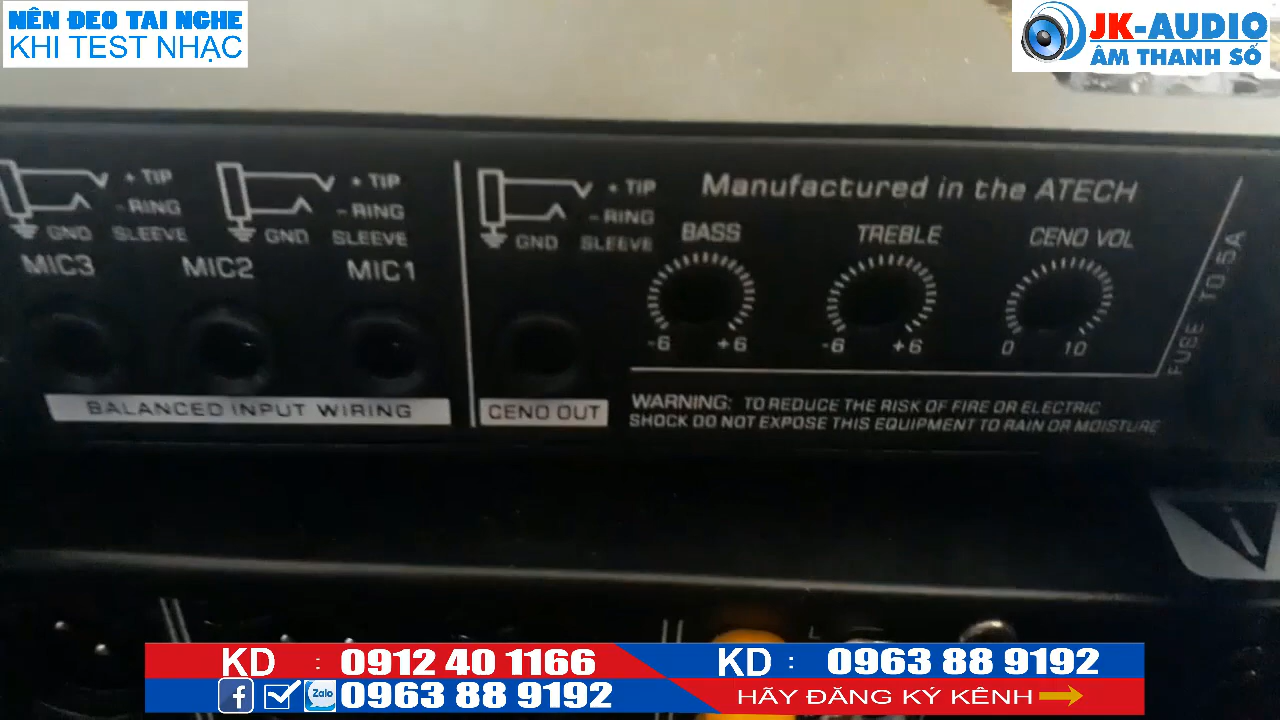 NÊN ĐEO TAI NGHE
KHI TEST NHẠC
JK-AUDIO
ÂM THANH SỐ
+ TIP
- RING
GND SLEEVE
MIC3
+ TIP
- RING
GND SLEEVE
MIC2
MIC1
BALANCED INPUT WIRING
+ TIP
- RING
GND SLEEVE
CENO OUT
Manufactured in the ATECH
BASS
-6 +6
TREBLE
-6 +6
CENO VOL
0 10
FUSE TO.5A
WARNING: TO REDUCE THE RISK OF FIRE OR ELECTRIC
SHOCK DO NOT EXPOSE THIS EQUIPMENT TO RAIN OR MOISTURE
L
KD : 0912 40 1166
KD : 0963 88 9192
Zalo 0963 88 9192
HÃY ĐĂNG KÝ KÊNH